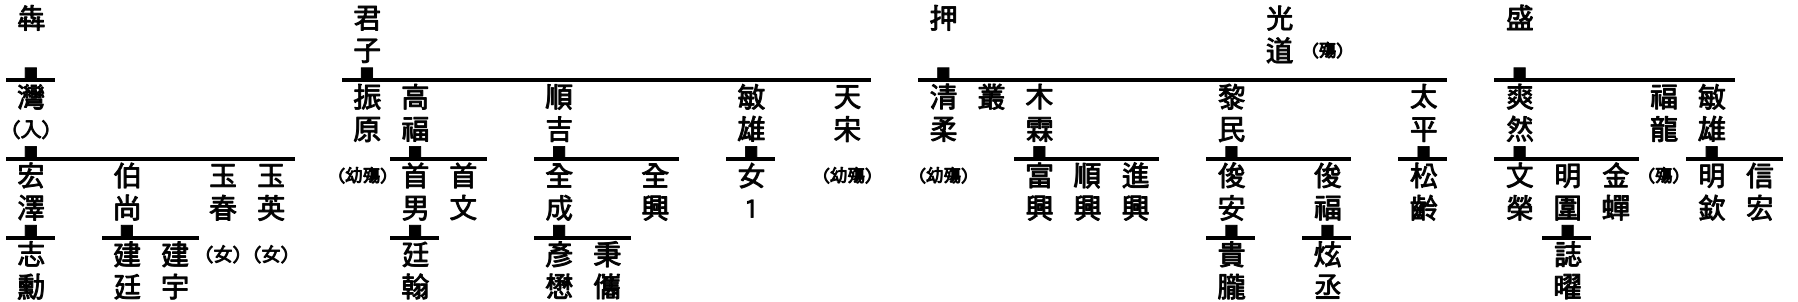 犇 君子 押 光道 (殤) 盛
灣(入) 振原 高福 順吉 敏雄 天宋 清柔 叢 木霖 黎民 太平 爽然 福龍 敏雄
(幼殤) (幼殤) (幼殤) (殤)
宏澤 伯尚 玉春 玉英 首男 首文 全成 全興 女1 富興 順興 進興 俊安 俊福 松齡 文榮 明圍 金蟬 明欽 信宏
(女) (女)
志勳 建廷 建宇 廷翰 彥懋 秉儶 貴朧 炫丞 誌曜